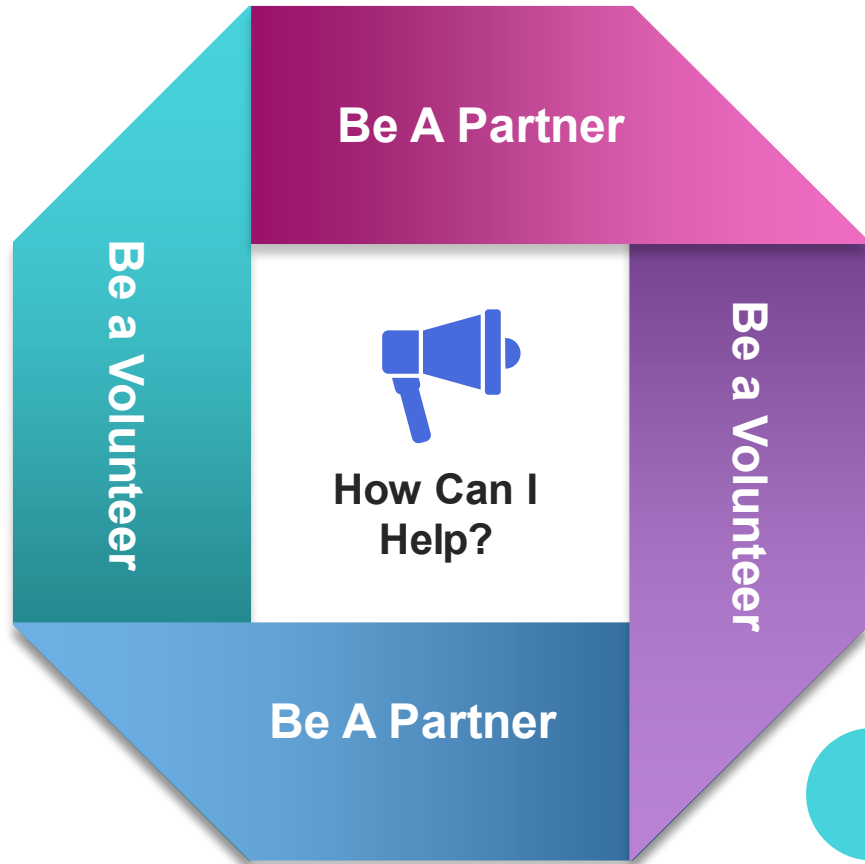 Be A Partner
Be a Volunteer
Be a Volunteer
How Can I
Help?
Be A Partner